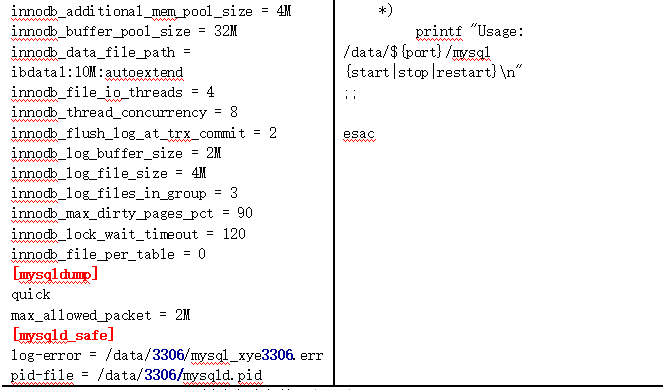 innodb_additional_mem_pool_size = 4M
innodb_buffer_pool_size = 32M
innodb_data_file_path =
ibdata1:10M:autoextend
innodb_file_io_threads = 4
innodb_thread_concurrency = 8
innodb_flush_log_at_trx_commit = 2
innodb_log_buffer_size = 2M
innodb_log_file_size = 4M
innodb_log_files_in_group = 3
innodb_max_dirty_pages_pct = 90
innodb_lock_wait_timeout = 120
innodb_file_per_table = 0
[mysqldump]
quick
max_allowed_packet = 2M
[mysqld_safe]
log-error = /data/3306/mysql_xye3306.err
pid-file = /data/3306/mysqld.pid
*)
printf "Usage:
/data/${port}/mysql
{start|stop|restart}\n"
;;
esac